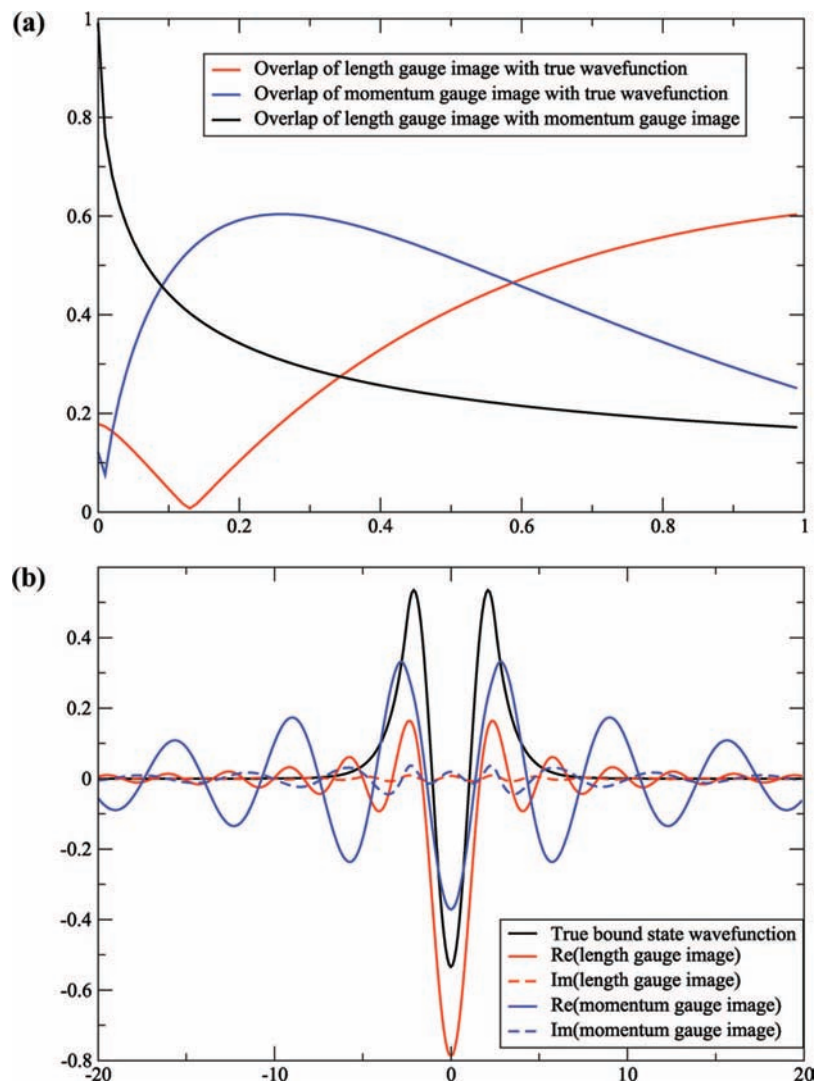 (a)
1
0.8
0.6
0.4
0.2
0
Overlap of length gauge image with true wavefunction
Overlap of momentum gauge image with true wavefunction
Overlap of length gauge image with momentum gauge image
0 0.2 0.4 0.6 0.8 1
(b)
0.4
0.2
0
-0.2
-0.4
-0.6
-0.8
True bound state wavefunction
Re(length gauge image)
Im(length gauge image)
Re(momentum gauge image)
Im(momentum gauge image)
-20 -10 0 10 20